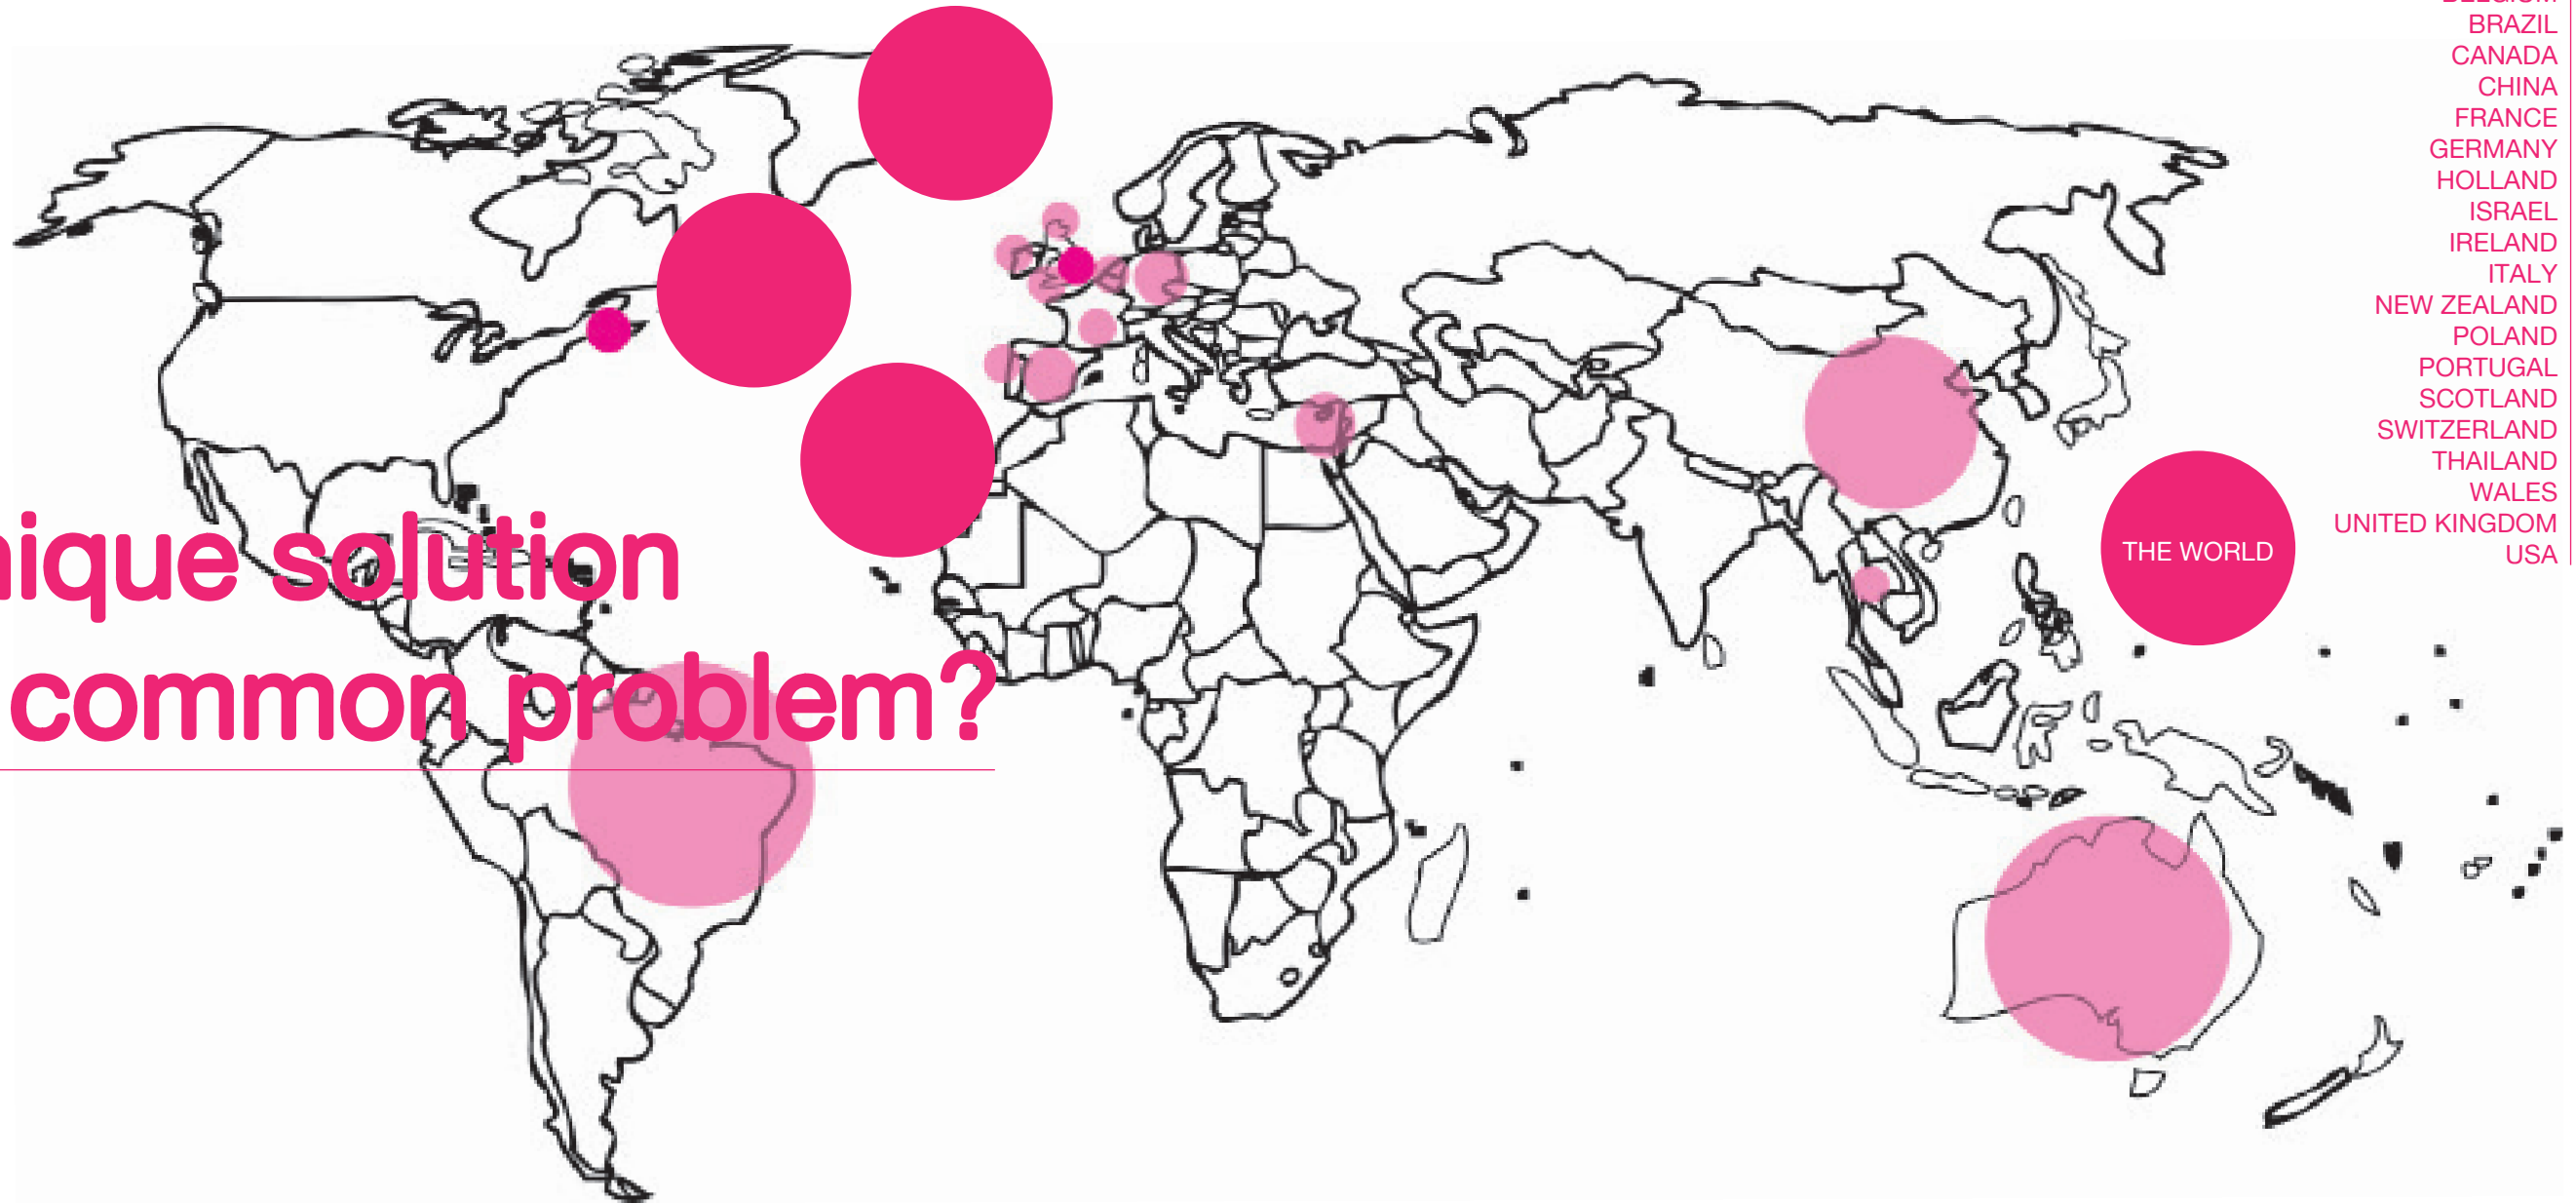 nique solution
common problem?
BRAZIL
CANADA
CHINA
FRANCE
GERMANY
HOLLAND
ISRAEL
IRELAND
ITALY
NEW ZEALAND
POLAND
PORTUGAL
SCOTLAND
SWITZERLAND
THAILAND
WALES
UNITED KINGDOM
USA
THE WORLD